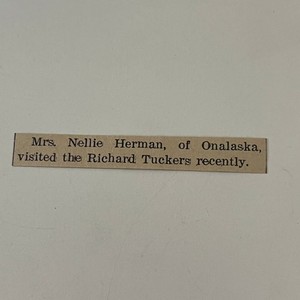 Mrs. Nellie Herman, of Onalaska,
visited the Richard Tuckers recently.